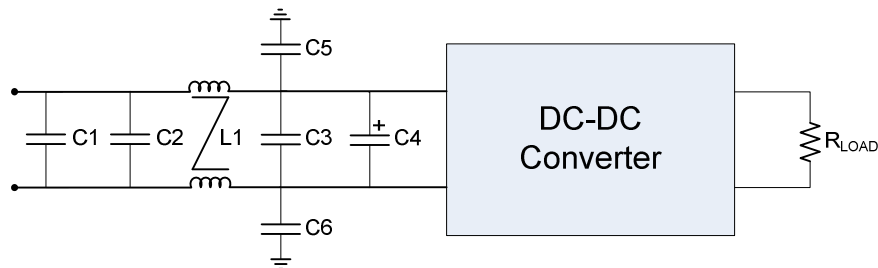 C5
C1
C2
L1
C3
+
C4
DC-DC
Converter
RLOAD
C6